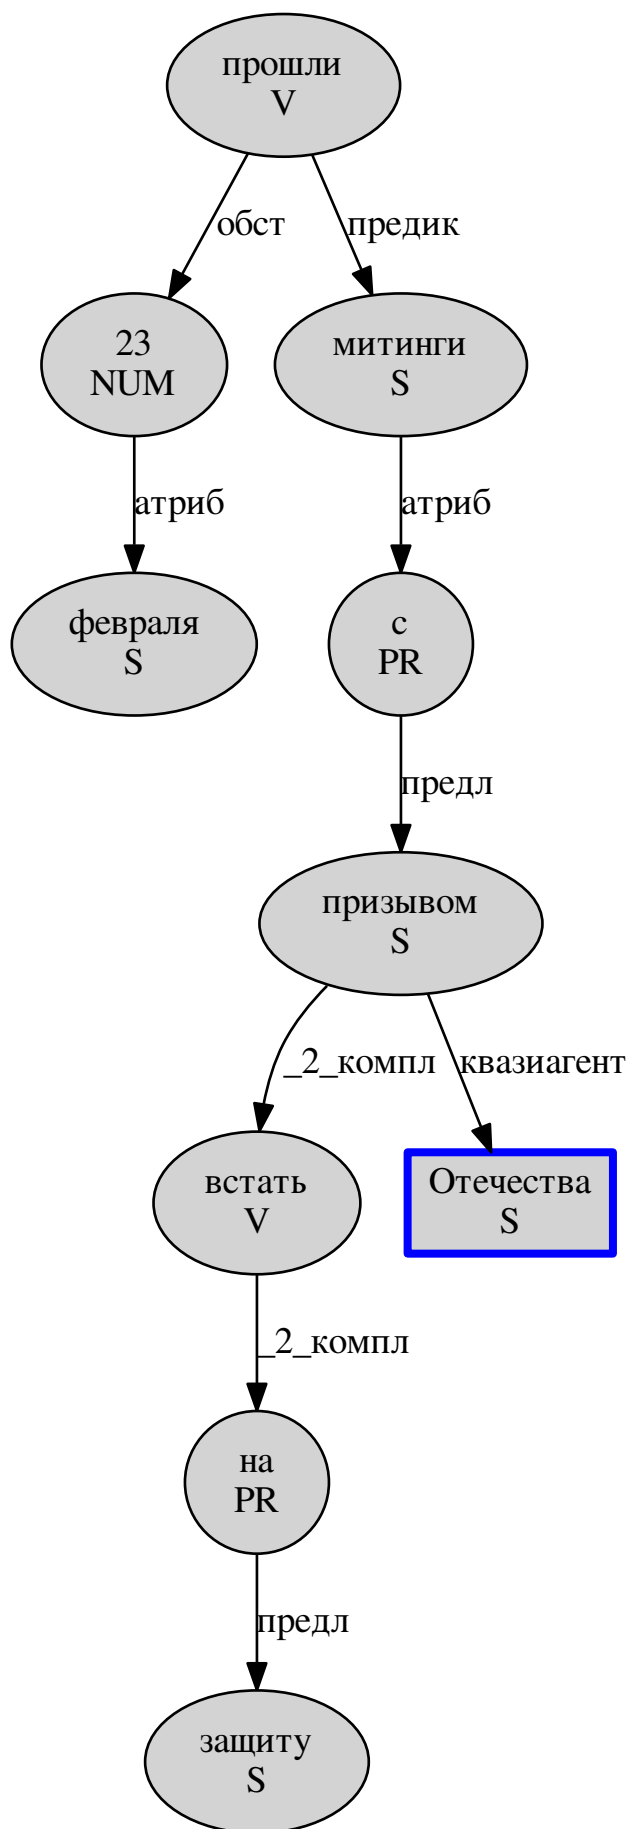 прошли
V
обст
предик
23
NUM
митинги
S
атриб
атриб
февраля
S
с
PR
предл
призывом
S
_2_компл
квазиагент
встать
V
Отечества
S
_2_компл
на
PR
предл
защиту
S